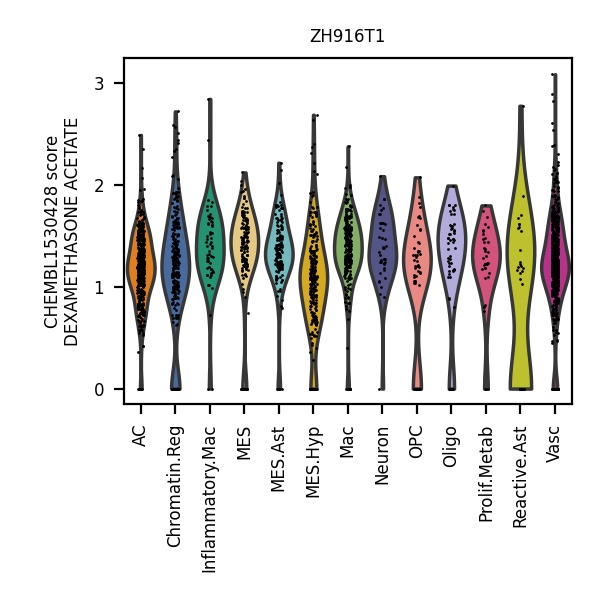 ZH916T1
CHEMBL1530428 score
DEXAMETHASONE ACETATE
3
2
1
0
AC
Chromatin.Reg
Inflammatory.Mac
MES
MES.Ast
MES.Hyp
Mac
Neuron
OPC
Oligo
Prolif.Metab
Reactive.Ast
Vasc